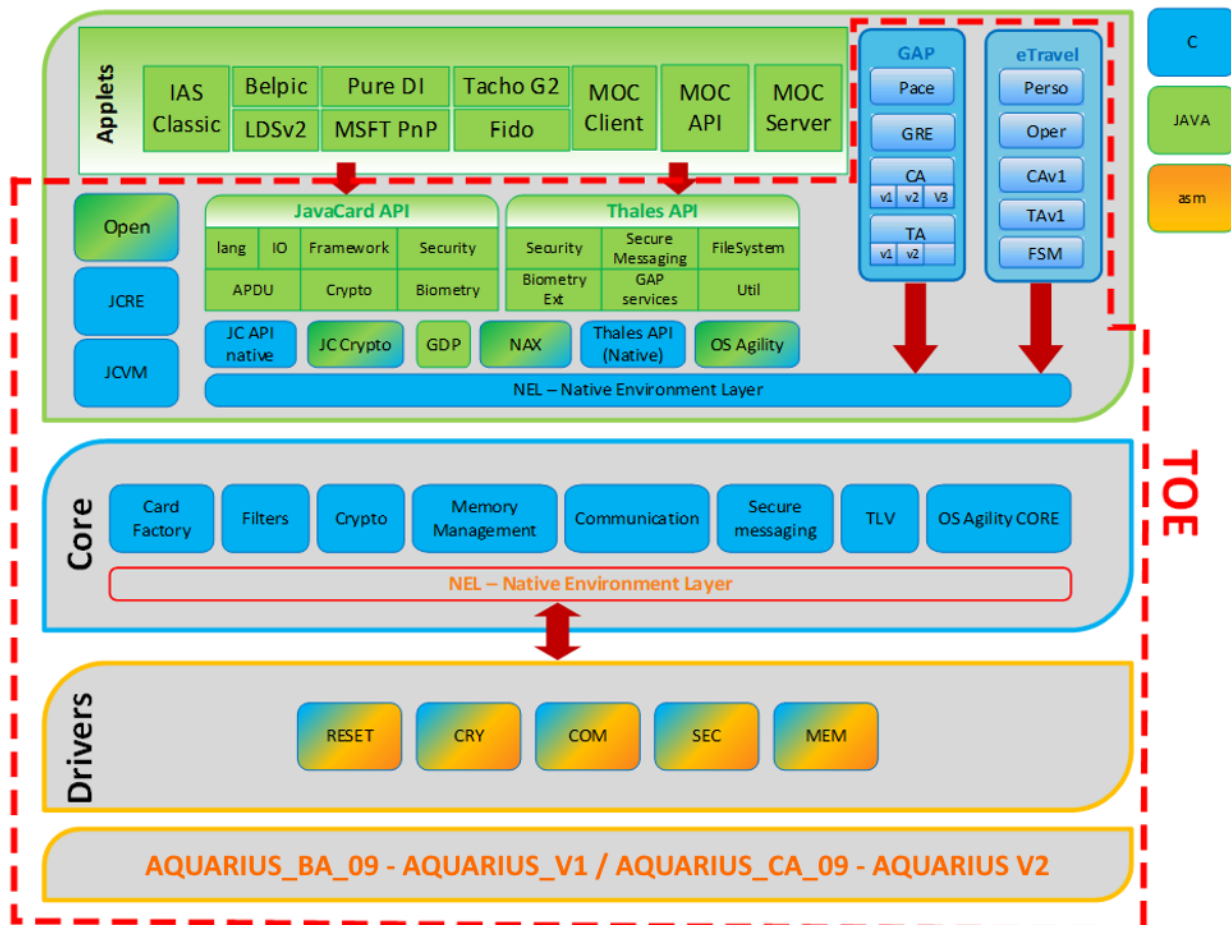 Applets
IAS
Classic
Belpic
LDSv2
Pure DI
MSFT PnP
Tacho G2
Fido
MOC
Client
MOC
API
MOC
Server
GAP
Pace
GRE
CA
v1 v2 V3
TA
v1 v2
eTravel
Perso
Oper
CAv1
TAv1
FSM
C
JAVA
asm
Open
JCRE
JCVM
JavaCard API
lang IO Framework Security
APDU Crypto Biometry
Thales API
Security
Secure
Messaging
FileSystem
Biometry
Ext
GAP
services
Util
JC API
native
JC Crypto
GDP
NAX
Thales API
(Native)
OS Agility
NEL – Native Environment Layer
TOE
Core
Card
Factory
Filters
Crypto
Memory
Management
Communication
Secure
messaging
TLV
OS Agility CORE
NEL – Native Environment Layer
Drivers
RESET
CRY
COM
SEC
MEM
AQUARIUS_BA_09 - AQUARIUS_V1 / AQUARIUS_CA_09 - AQUARIUS V2